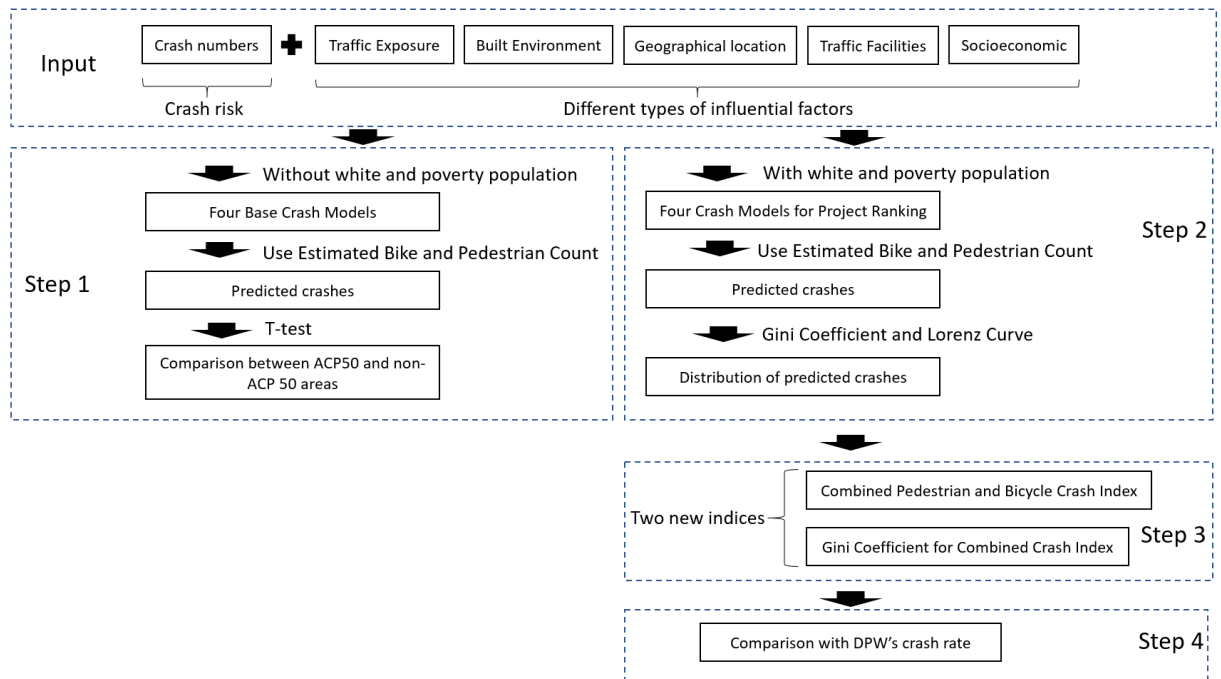 Input
Crash numbers
Traffic Exposure
Built Environment
Geographical location
Traffic Facilities
Socioeconomic
Crash risk
Different types of influential factors
Step 1
Without white and poverty population
Four Base Crash Models
Use Estimated Bike and Pedestrian Count
Predicted crashes
T-test
Comparison between ACP50 and non-
ACP 50 areas
Step 2
With white and poverty population
Four Crash Models for Project Ranking
Use Estimated Bike and Pedestrian Count
Predicted crashes
Gini Coefficient and Lorenz Curve
Distribution of predicted crashes
Two new indices
Combined Pedestrian and Bicycle Crash Index
Gini Coefficient for Combined Crash Index
Step 3
Comparison with DPW's crash rate
Step 4